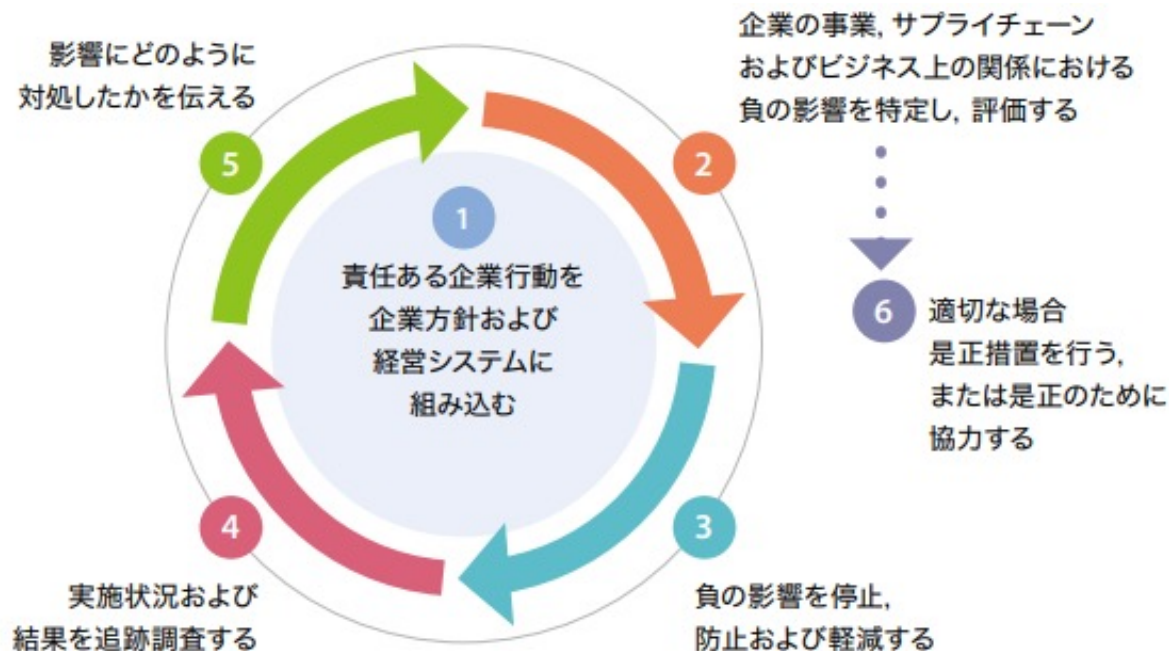 1
責任ある企業行動を
企業方針および
経営システムに
組み込む
2
企業の事業, サプライチェーン
およびビジネス上の関係における
負の影響を特定し, 評価する
3
負の影響を停止,
防止および軽減する
4
実施状況および
結果を追跡調査する
5
影響にどのように
対処したかを伝える
6
適切な場合
是正措置を行う,
または是正のために
協力する